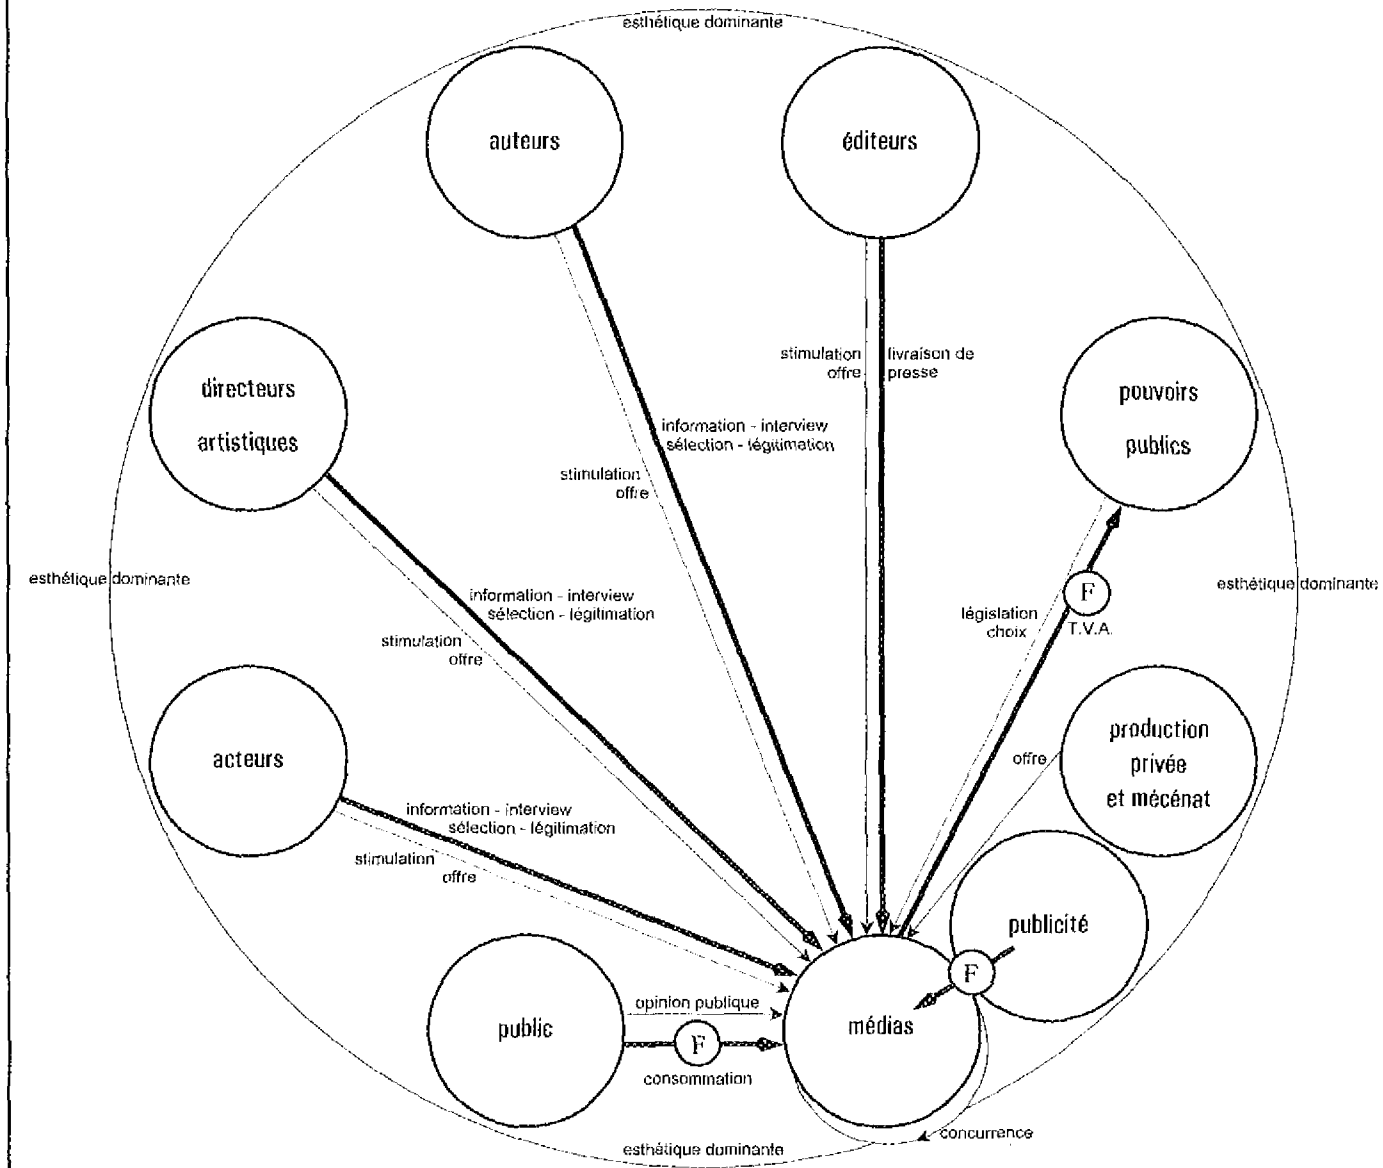 esthétique dominante
auteurs
éditeurs
stimulation
offre
livraison de
presse
directeurs
artistiques
pouvoirs
publics
information - interview
sélection - légitimation
stimulation
offre
esthétique dominante
esthétique dominante
information - interview
sélection - légitimation
stimulation
offre
législation
choix
F
T.V.A.
acteurs
production
privée
et mécénat
offre
information - interview
sélection - légitimation
stimulation
offre
publicité
F
public
opinion publique
F
consommation
médias
concurrence
esthétique dominante